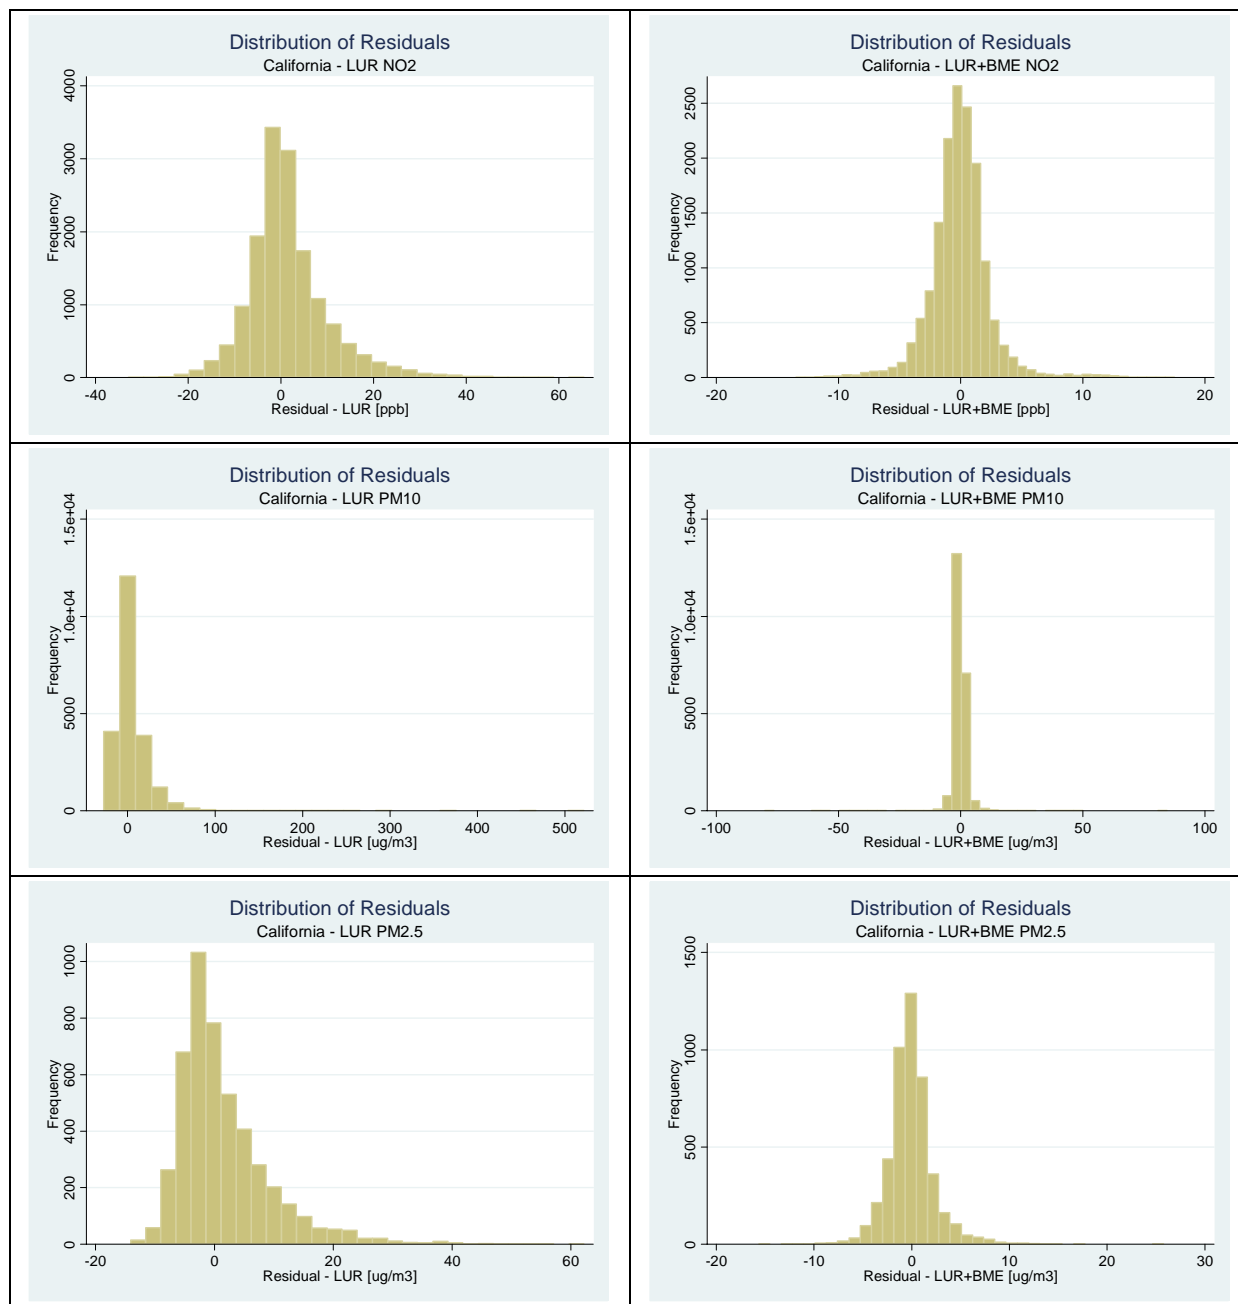 Distribution of Residuals
California - LUR NO2
Frequency
4000
3000
2000
1000
0
-40 -20 0 20 40 60
Residual - LUR [ppb]
Distribution of Residuals
California - LUR+BME NO2
Frequency
2500
2000
1500
1000
500
0
-20 -10 0 10 20
Residual - LUR+BME [ppb]
Distribution of Residuals
California - LUR PM10
Frequency
1.5e+04
1.0e+04
5000
0
0 100 200 300 400 500
Residual - LUR [ug/m3]
Distribution of Residuals
California - LUR+BME PM10
Frequency
1.5e+04
1.0e+04
5000
0
-100 -50 0 50 100
Residual - LUR+BME [ug/m3]
Distribution of Residuals
California - LUR PM2.5
Frequency
1000
800
600
400
200
0
-20 0 20 40 60
Residual - LUR [ug/m3]
Distribution of Residuals
California - LUR+BME PM2.5
Frequency
1500
1000
500
0
-20 -10 0 10 20 30
Residual - LUR+BME [ug/m3]